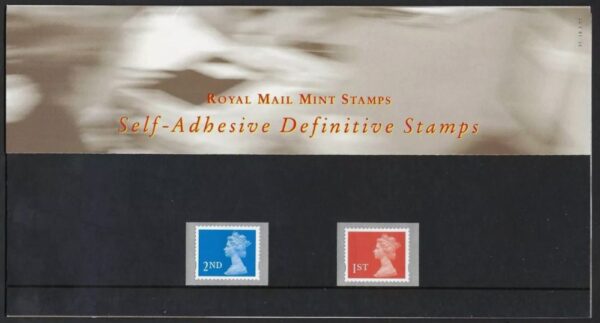 ROYAL MAIL MINT STAMPS
Self-Adhesive Definitive Stamps
2ND
1ST